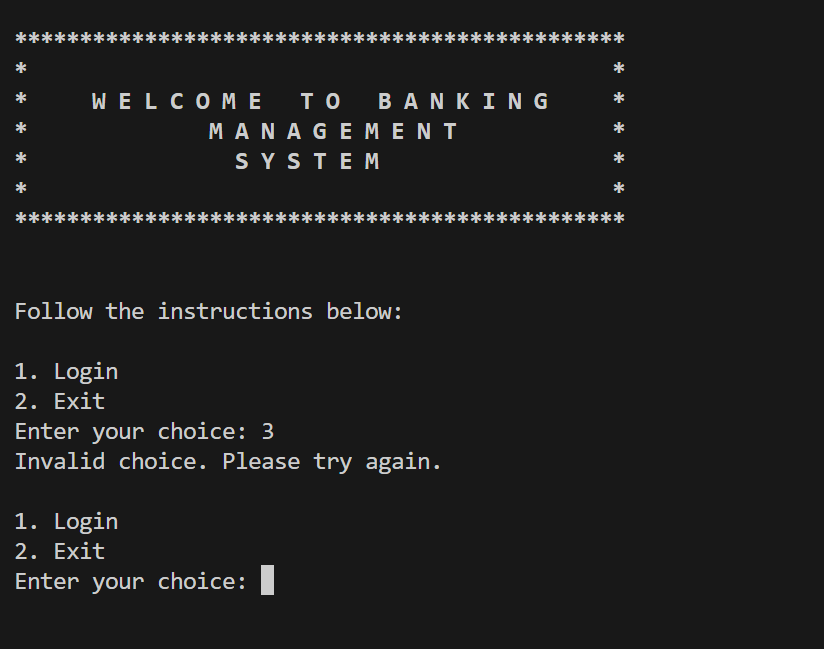 ***********************************************
*                                             *
*     W E L C O M E   T O   B A N K I N G     *
*              M A N A G E M E N T            *
*                S Y S T E M                  *
*                                             *
***********************************************
Follow the instructions below:
1. Login
2. Exit
Enter your choice: 3
Invalid choice. Please try again.
1. Login
2. Exit
Enter your choice: